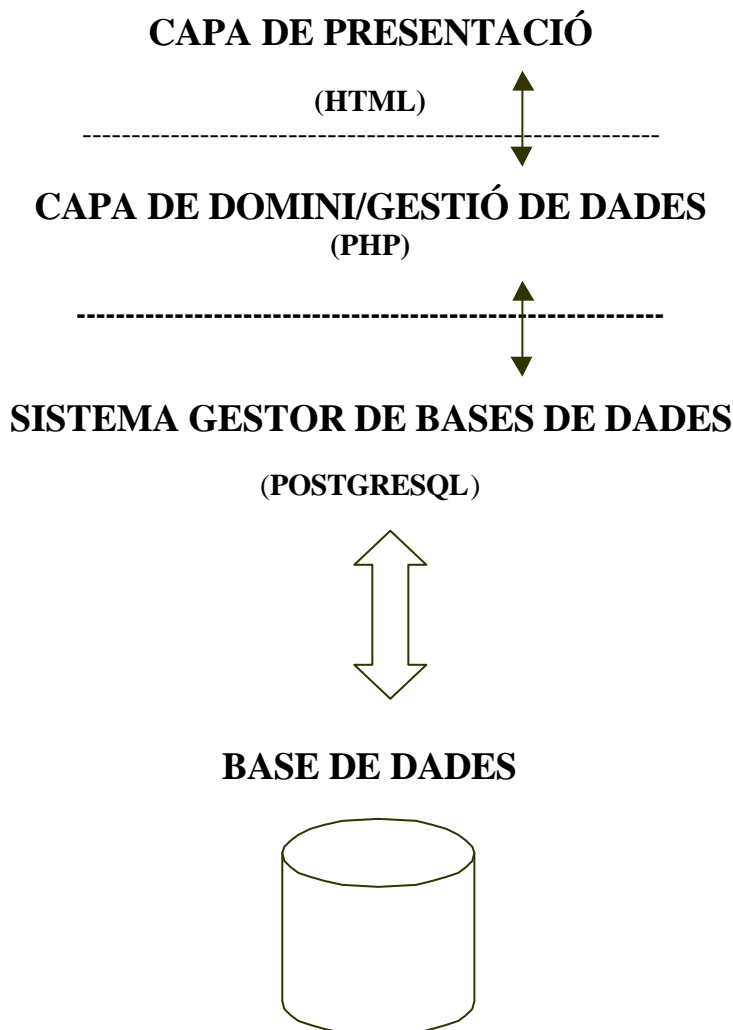 CAPA DE PRESENTACIÓ
(HTML)
CAPA DE DOMINI/GESTIÓ DE DADES
(PHP)
SISTEMA GESTOR DE BASES DE DADES
(POSTGRESQL)
BASE DE DADES